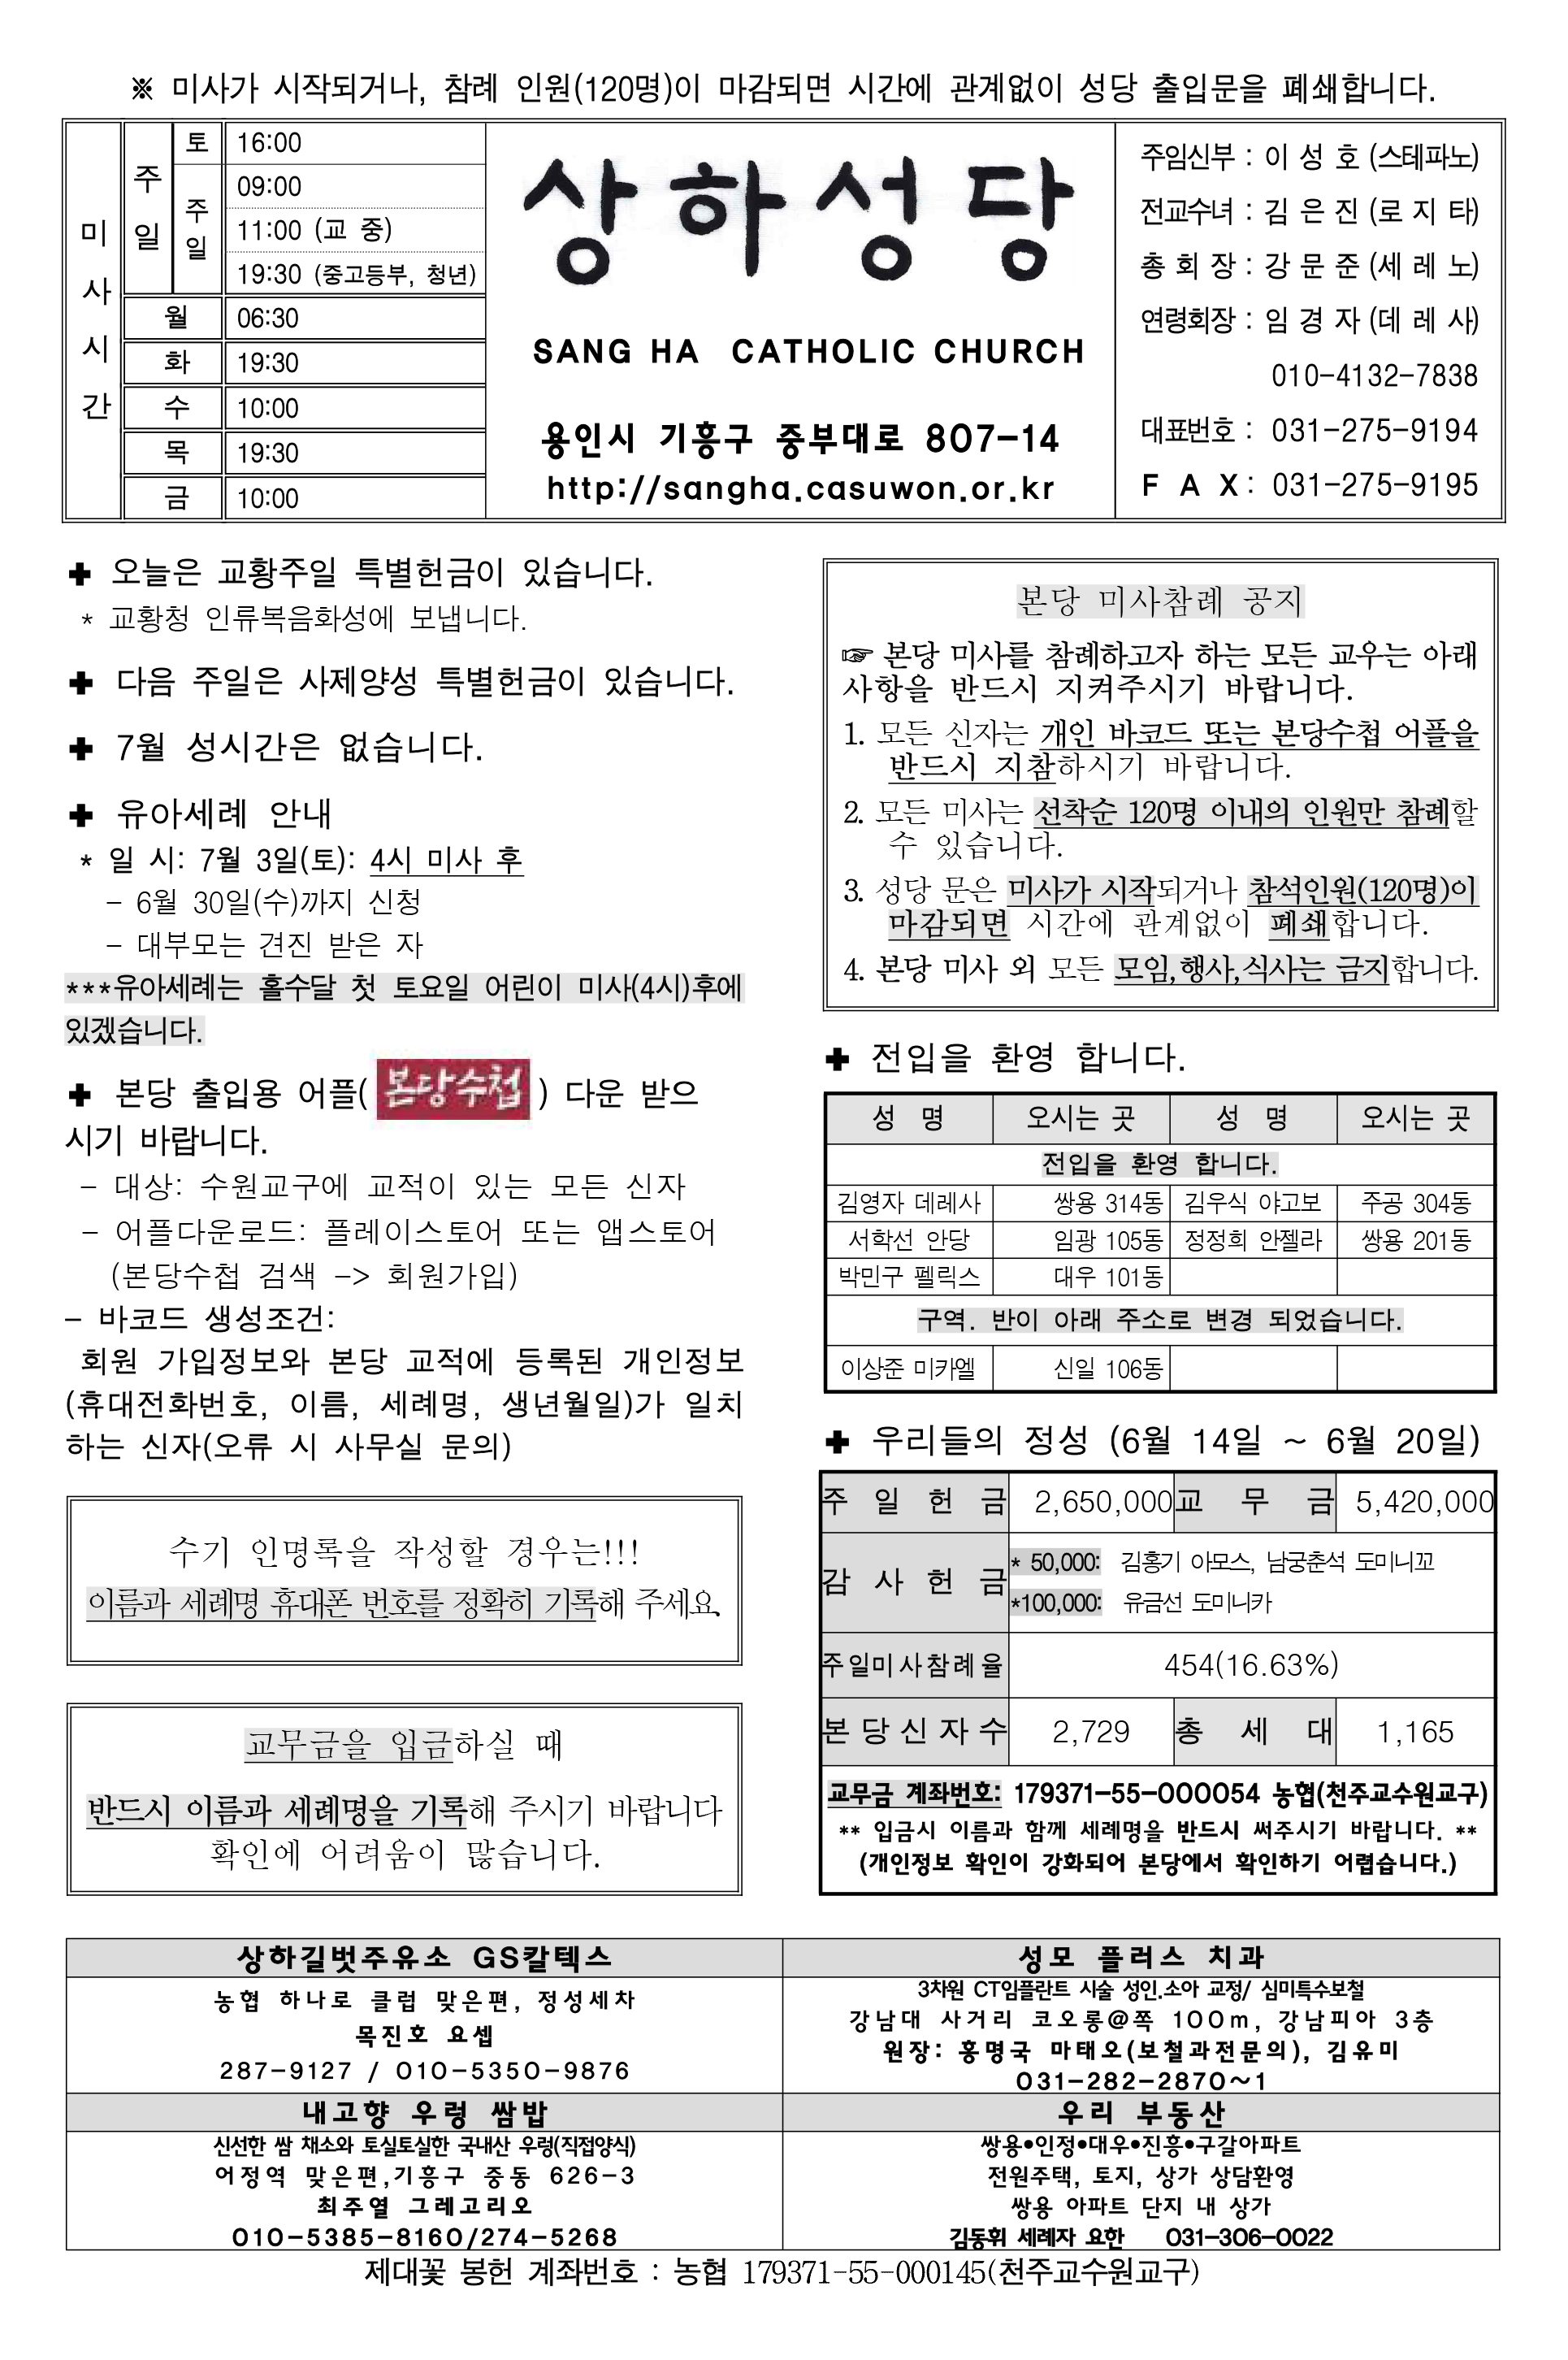 ※ 미사가 시작되거나, 참례 인원(120명)이 마감되면 시간에 관계없이 성당 출입문을 폐쇄합니다.
미사시간
주일
토 16:00
주일 09:00
11:00 (교 중)
19:30 (중고등부, 청년)
월 06:30
화 19:30
수 10:00
목 19:30
금 10:00
상하성당
SANG HA CATHOLIC CHURCH
용인시 기흥구 중부대로 807-14
http://sangha.casuwon.or.kr
주임신부 : 이 성 호 (스테파노)
전교수녀 : 김 은 진 (로 지 타)
총 회 장 : 강 문 준 (세 레 노)
연령회장 : 임 경 자 (데 레 사)
010-4132-7838
대표번호 : 031-275-9194
F A X : 031-275-9195
✚ 오늘은 교황주일 특별헌금이 있습니다.
* 교황청 인류복음화성에 보냅니다.
✚ 다음 주일은 사제양성 특별헌금이 있습니다.
✚ 7월 성시간은 없습니다.
✚ 유아세례 안내
* 일 시: 7월 3일(토): 4시 미사 후
- 6월 30일(수)까지 신청
- 대부모는 견진 받은 자
***유아세례는 홀수달 첫 토요일 어린이 미사(4시)후에
있겠습니다.
✚ 본당 출입용 어플( 본당수첩 ) 다운 받으
시기 바랍니다.
- 대상: 수원교구에 교적이 있는 모든 신자
- 어플다운로드: 플레이스토어 또는 앱스토어
(본당수첩 검색 -> 회원가입)
- 바코드 생성조건:
회원 가입정보와 본당 교적에 등록된 개인정보
(휴대전화번호, 이름, 세례명, 생년월일)가 일치
하는 신자(오류 시 사무실 문의)
수기 인명록을 작성할 경우는!!!
이름과 세례명 휴대폰 번호를 정확히 기록해 주세요.
교무금을 입금하실 때
반드시 이름과 세례명을 기록해 주시기 바랍니다
확인에 어려움이 많습니다.
본당 미사참례 공지
☞ 본당 미사를 참례하고자 하는 모든 교우는 아래
사항을 반드시 지켜주시기 바랍니다.
1. 모든 신자는 개인 바코드 또는 본당수첩 어플을
반드시 지참하시기 바랍니다.
2. 모든 미사는 선착순 120명 이내의 인원만 참례할
수 있습니다.
3. 성당 문은 미사가 시작되거나 참석인원(120명)이
마감되면 시간에 관계없이 폐쇄합니다.
4. 본당 미사 외 모든 모임,행사,식사는 금지합니다.
✚ 전입을 환영 합니다.
성 명 오시는 곳 성 명 오시는 곳
전입을 환영 합니다.
김영자 데레사 쌍용 314동 김우식 야고보 주공 304동
서학선 안당 임광 105동 정정희 안젤라 쌍용 201동
박민구 펠릭스 대우 101동
구역. 반이 아래 주소로 변경 되었습니다.
이상준 미카엘 신일 106동
✚ 우리들의 정성 (6월 14일 ~ 6월 20일)
주 일 헌 금 2,650,000 교 무 금 5,420,000
감 사 헌 금
* 50,000: 김홍기 아모스, 남궁춘석 도미니꼬
*100,000: 유금선 도미니카
주일미사참례율 454(16.63%)
본당신자수 2,729 총 세 대 1,165
교무금 계좌번호: 179371-55-000054 농협(천주교수원교구)
** 입금시 이름과 함께 세례명을 반드시 써주시기 바랍니다. **
(개인정보 확인이 강화되어 본당에서 확인하기 어렵습니다.)
상하길벗주유소 GS칼텍스
농협 하나로 클럽 맞은편, 정성세차
목진호 요셉
287-9127 / 010-5350-9876
성모 플러스 치과
3차원 CT임플란트 시술 성인.소아 교정/ 심미특수보철
강남대 사거리 코오롱@쪽 100m, 강남피아 3층
원장: 홍명국 마태오(보철과전문의), 김유미
031-282-2870~1
내고향 우렁 쌈밥
신선한 쌈 채소와 토실토실한 국내산 우렁(직접양식)
어정역 맞은편,기흥구 중동 626-3
최주열 그레고리오
010-5385-8160/274-5268
우리 부동산
쌍용•인정•대우•진흥•구갈아파트
전원주택, 토지, 상가 상담환영
쌍용 아파트 단지 내 상가
김동휘 세례자 요한 031-306-0022
제대꽃 봉헌 계좌번호 : 농협 179371-55-000145(천주교수원교구)